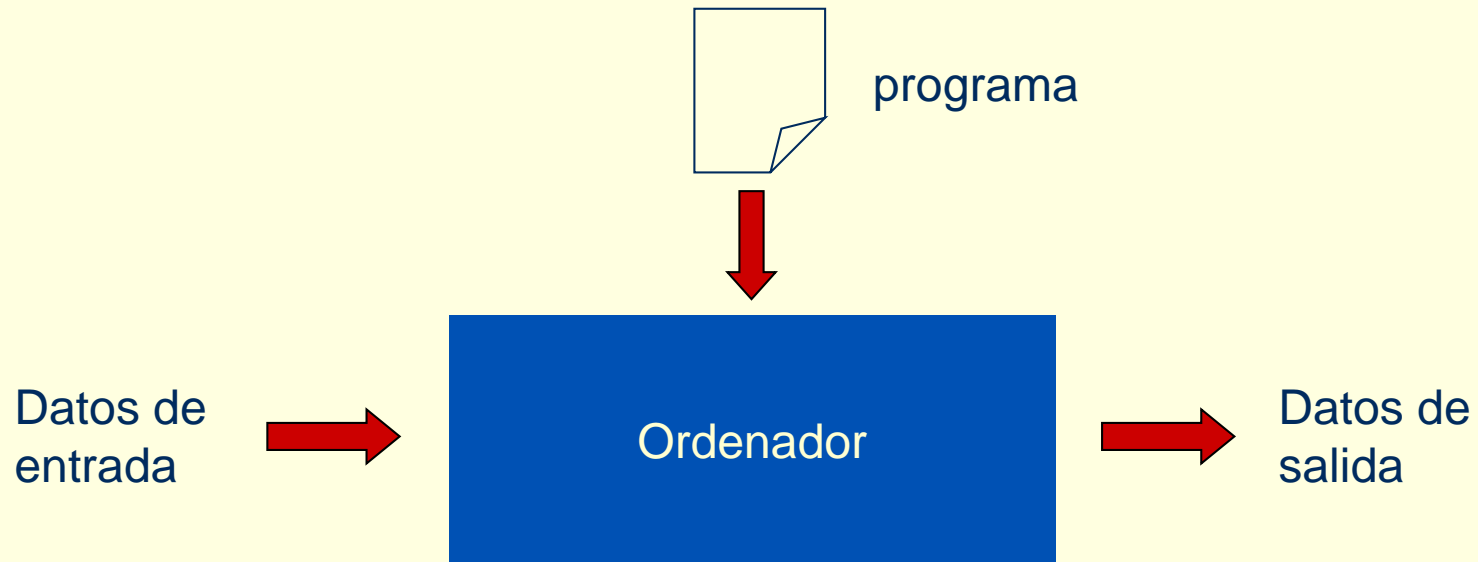 programa
Datos de
entrada
Ordenador
Datos de
salida